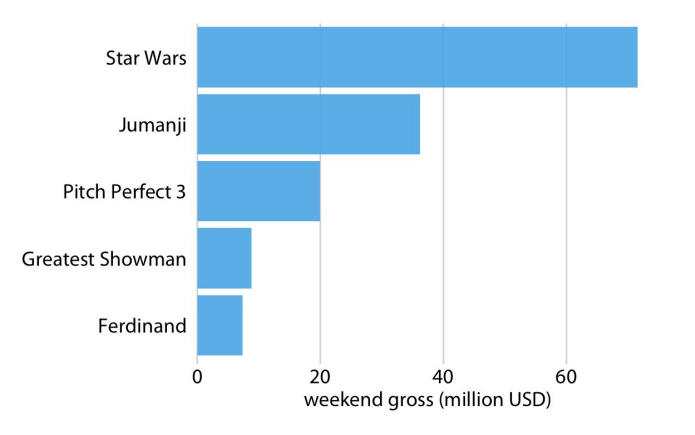 Star Wars
Jumanji
Pitch Perfect 3
Greatest Showman
Ferdinand
0 20 40 60
weekend gross (million USD)